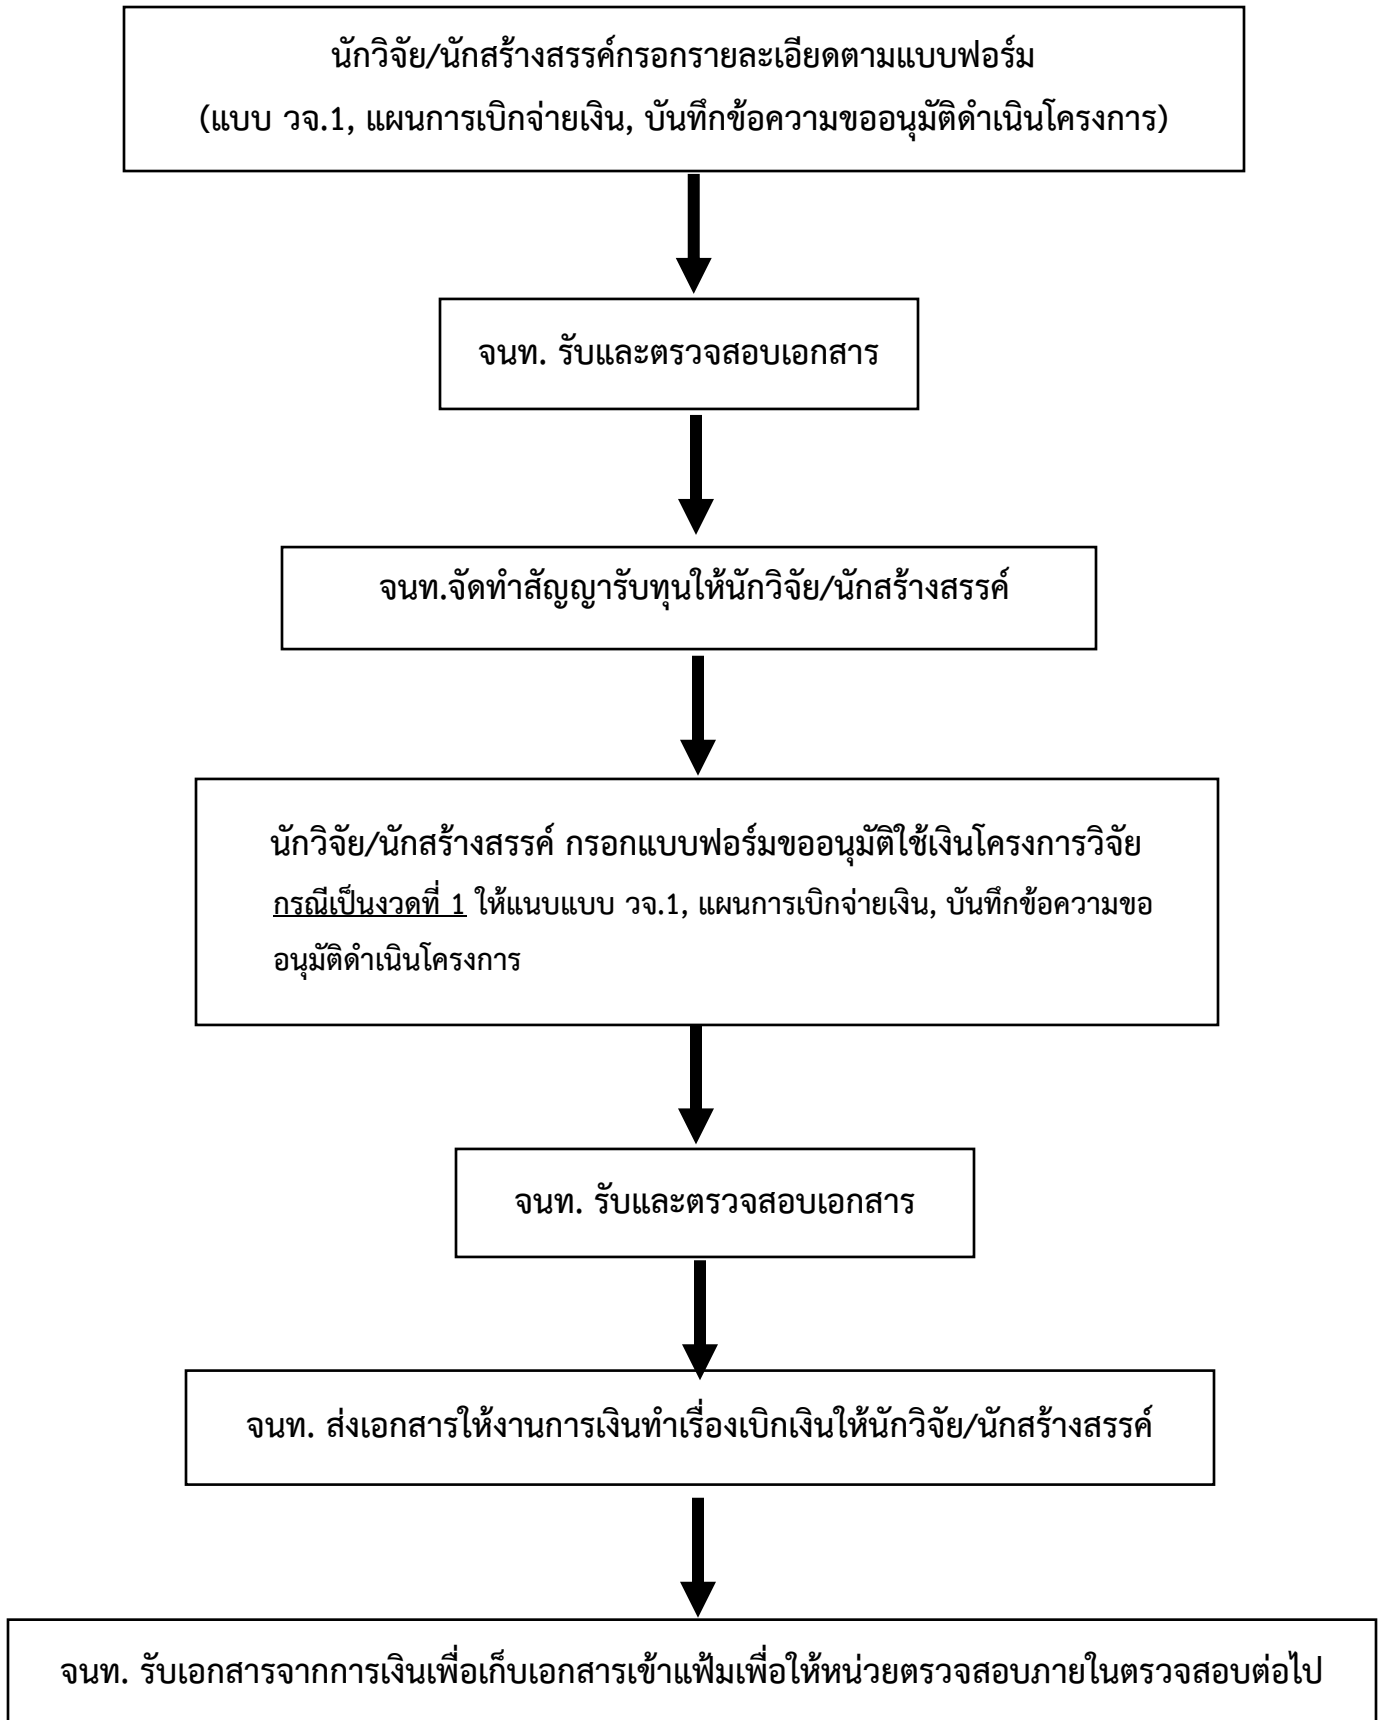 นักวิจัย/นักสร้างสรรค์กรอกรายละเอียดตามแบบฟอร์ม
(แบบ วจ.1, แผนการเบิกจ่ายเงิน, บันทึกข้อความขออนุมัติดำเนินโครงการ)
จนท. รับและตรวจสอบเอกสาร
จนท.จัดทำสัญญารับทุนให้นักวิจัย/นักสร้างสรรค์
นักวิจัย/นักสร้างสรรค์ กรอกแบบฟอร์มขออนุมัติใช้เงินโครงการวิจัย
กรณีเป็นงวดที่ 1 ให้แนบแบบ วจ.1, แผนการเบิกจ่ายเงิน, บันทึกข้อความขอ
อนุมัติดำเนินโครงการ
จนท. รับและตรวจสอบเอกสาร
จนท. ส่งเอกสารให้งานการเงินทำเรื่องเบิกเงินให้นักวิจัย/นักสร้างสรรค์
จนท. รับเอกสารจากการเงินเพื่อเก็บเอกสารเข้าแฟ้มเพื่อให้หน่วยตรวจสอบภายในตรวจสอบต่อไป